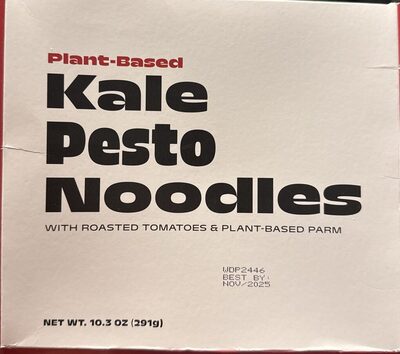 Plant-Based
Kale
Pesto
Noodles
WITH ROASTED TOMATOES & PLANT-BASED PARM
WDP2446
BEST BY:
NOV/2025
NET WT. 10.3 OZ (291g)